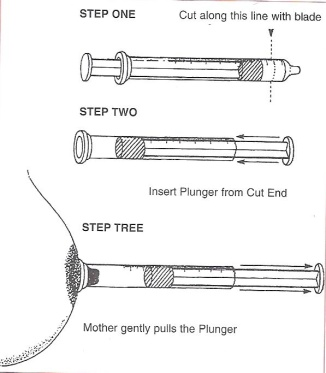 STEP ONE
Cut along this line with blade
STEP TWO
Insert Plunger from Cut End
STEP TREE
Mother gently pulls the Plunger